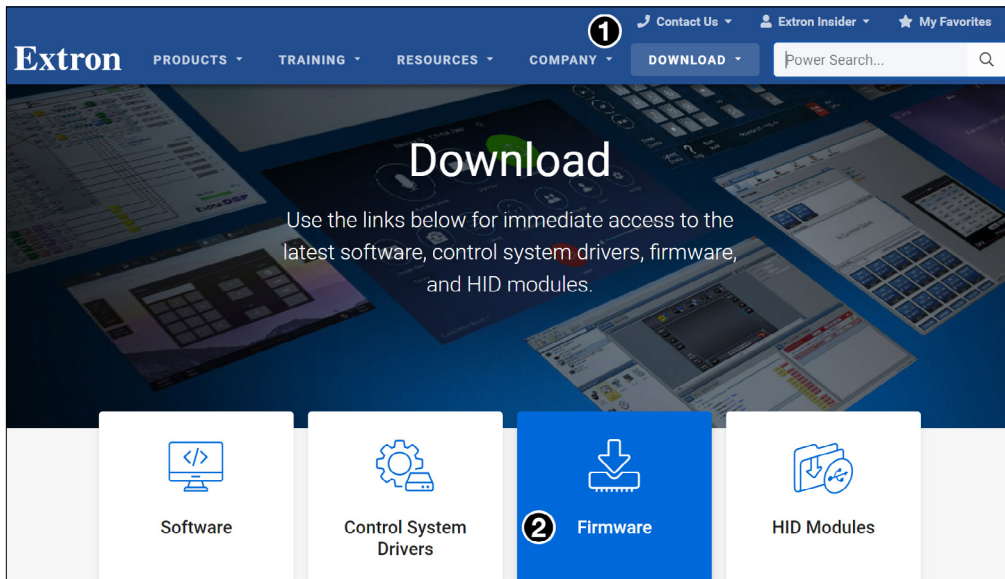 1
Contact Us
Extron Insider
My Favorites
Extron
PRODUCTS
TRAINING
RESOURCES
COMPANY
DOWNLOAD
Power Search...
Download
Use the links below for immediate access to the
latest software, control system drivers, firmware,
and HID modules.
</>
Software
Control System
Drivers
2
Firmware
HID Modules